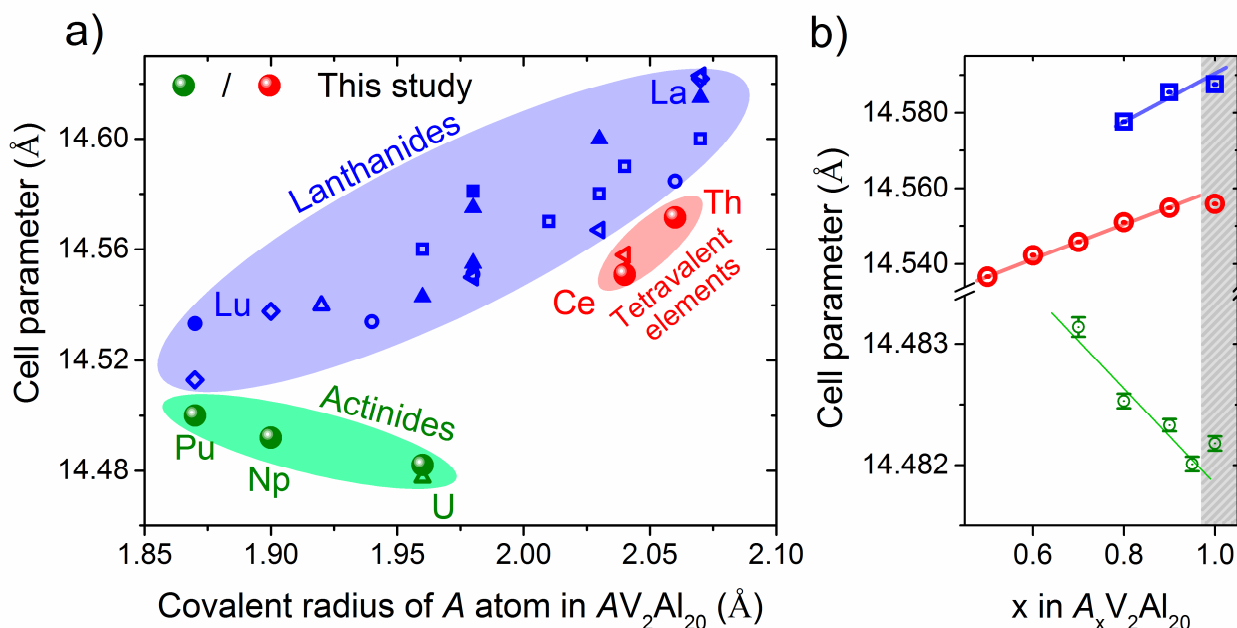 a)
/ This study
Lanthanides
La
Lu
Th
Ce
Tetravalent
elements
Actinides
Pu
Np
U
14.60
14.56
14.52
14.48
Cell parameter (Å)
1.85 1.90 1.95 2.00 2.05 2.10
Covalent radius of A atom in AV₂Al₂₀ (Å)
b)
14.580
14.560
14.540
14.483
14.482
Cell parameter (Å)
0.6 0.8 1.0
x in AₓV₂Al₂₀